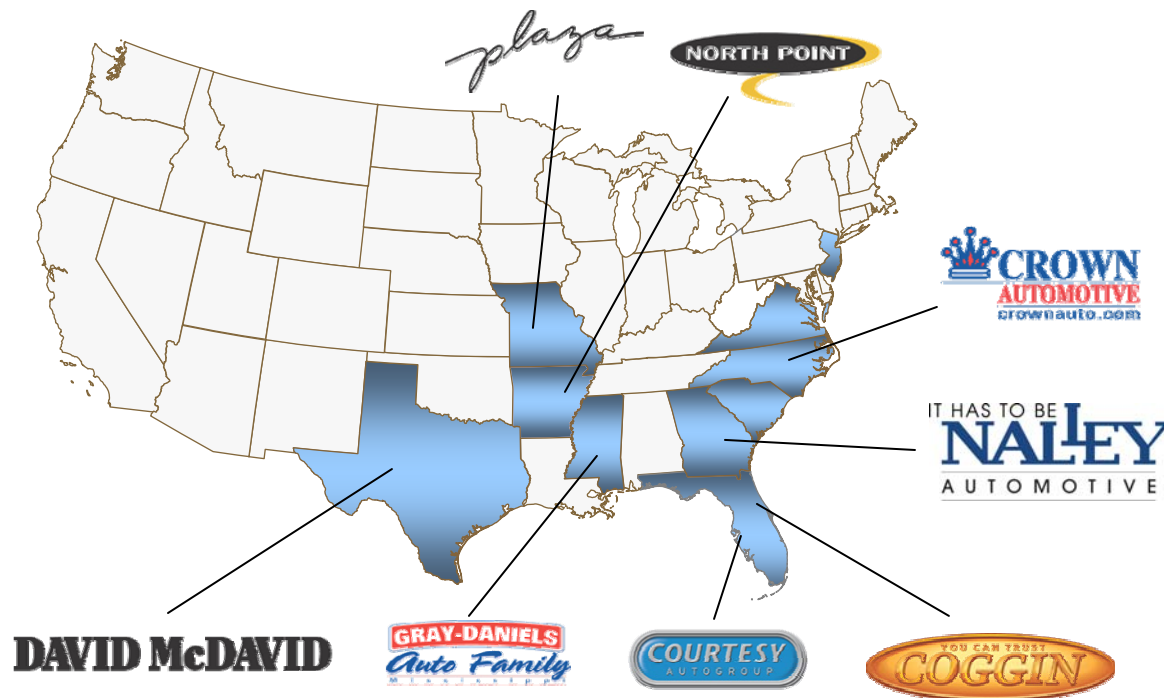 plaza
NORTH POINT
CROWN
AUTOMOTIVE
crownauto.com
IT HAS TO BE
NALLEY
AUTOMOTIVE
DAVID McDAVID
GRAY-DANIELS
Auto Family
Mississippi
COURTESY
AUTOGROUP
YOU CAN TRUST
COGGIN